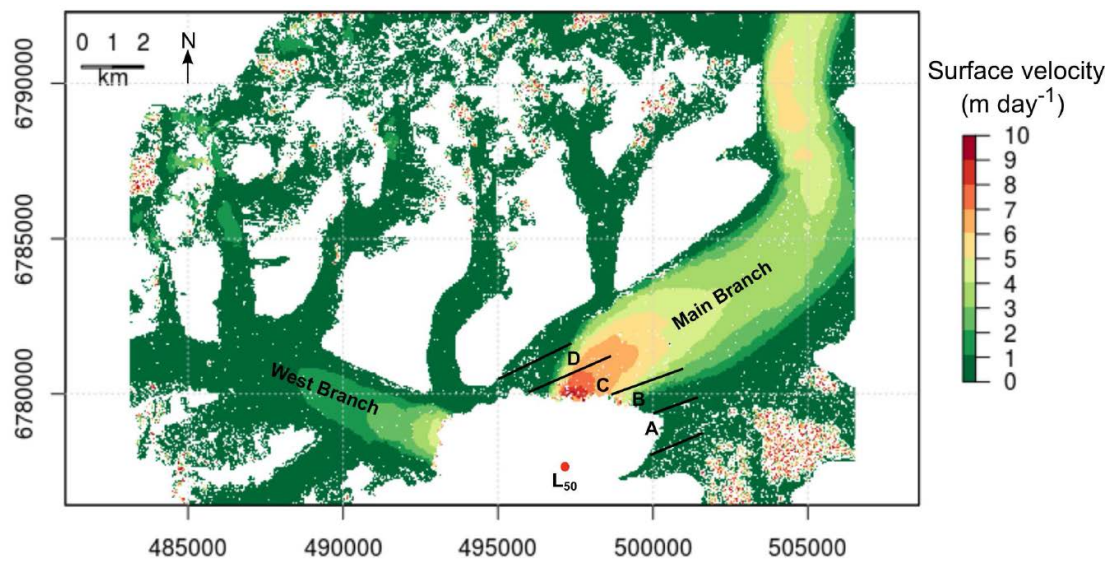 0 1 2
km
N
Surface velocity
(m day⁻¹)
10
9
8
7
6
5
4
3
2
1
0
6790000
6785000
6780000
Main Branch
West Branch
D
C
B
A
L₅₀
485000 490000 495000 500000 505000